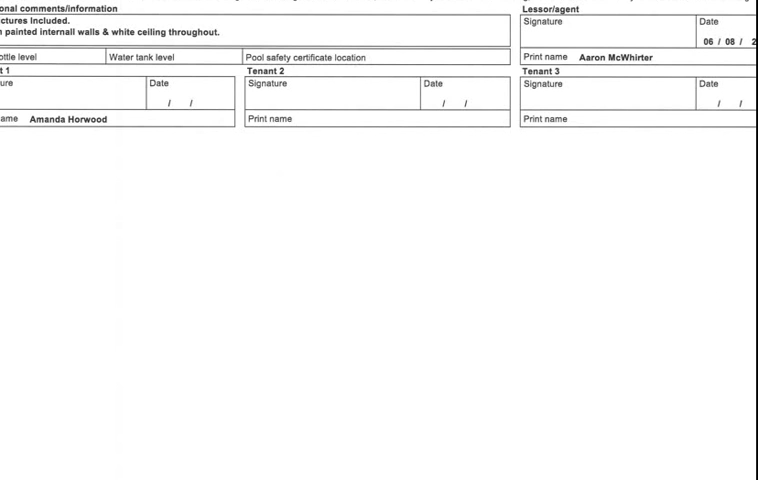 onal comments/information
Lessor/agent
ctures Included.
painted internall walls & white ceiling throughout.
Signature
Date
06 / 08 / 2
ottle level
Water tank level
Pool safety certificate location
Print name Aaron McWhirter
t 1
Tenant 2
Tenant 3
ure
Date
Signature
Date
Signature
Date
/ /
/ /
/ /
ame Amanda Horwood
Print name
Print name